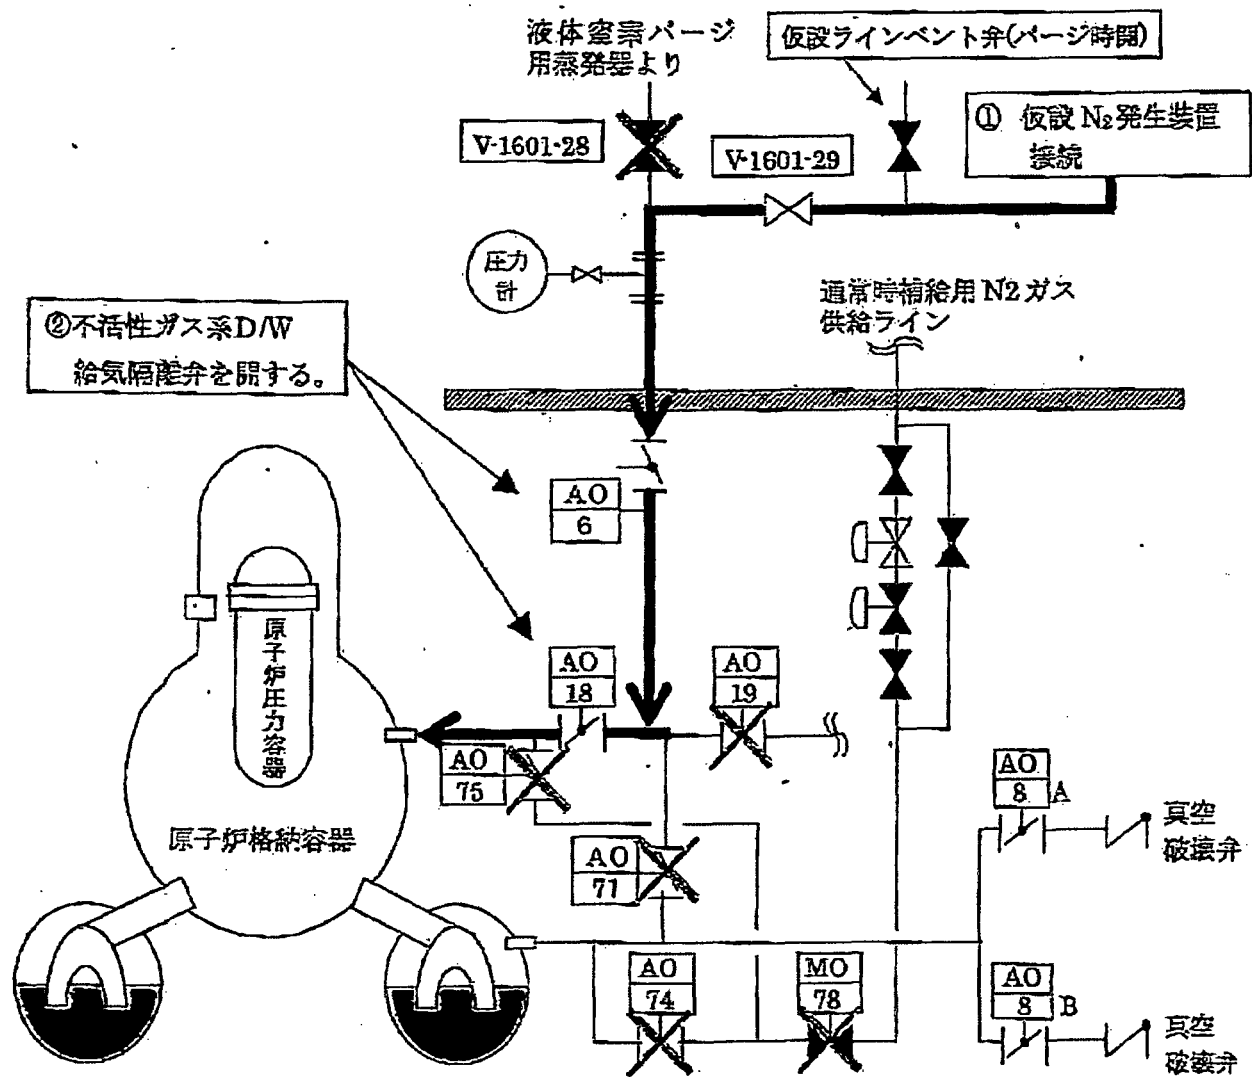 液体窒素パージ
用蒸発器より
仮設ラインベント弁(パージ時開)
① 仮設N2発生装置
接続
V-1601-28
V-1601-29
圧力
計
通常時補給用N2ガス
供給ライン
②不活性ガス系D/W
給気隔離弁を開する。
AO
6
原子炉圧力容器
AO
18
AO
19
AO
75
原子炉格納容器
AO
71
AO
8 A
真空
破壊弁
AO
74
MO
78
AO
8 B
真空
破壊弁